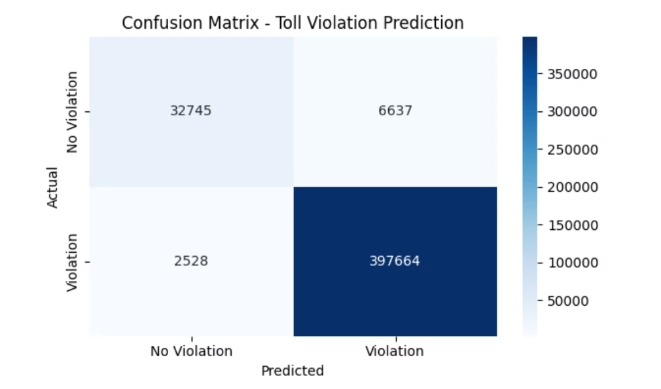 Confusion Matrix - Toll Violation Prediction
No Violation
32745
6637
Actual
Violation
2528
397664
No Violation
Violation
Predicted
350000
300000
250000
200000
150000
100000
50000